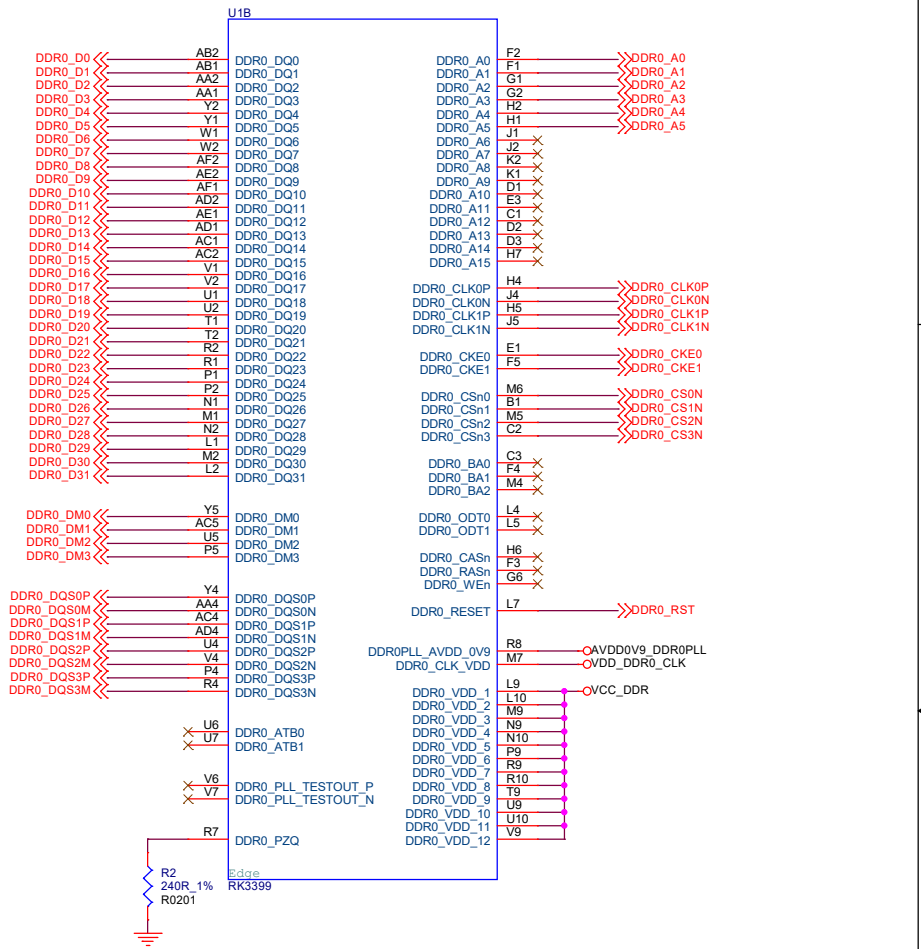 U1B
DDR0_D0 AB2 DDR0_DQ0 DDR0_A0 F2 DDR0_A0
DDR0_D1 AB1 DDR0_DQ1 DDR0_A1 F1 DDR0_A1
DDR0_D2 AA2 DDR0_DQ2 DDR0_A2 G1 DDR0_A2
DDR0_D3 AA1 DDR0_DQ3 DDR0_A3 G2 DDR0_A3
DDR0_D4 Y2 DDR0_DQ4 DDR0_A4 H2 DDR0_A4
DDR0_D5 Y1 DDR0_DQ5 DDR0_A5 H1 DDR0_A5
DDR0_D6 W1 DDR0_DQ6 DDR0_A6 J1
DDR0_D7 W2 DDR0_DQ7 DDR0_A7 J2
DDR0_D8 AF2 DDR0_DQ8 DDR0_A8 K2
DDR0_D9 AE2 DDR0_DQ9 DDR0_A9 K1
DDR0_D10 AF1 DDR0_DQ10 DDR0_A10 D1
DDR0_D11 AD2 DDR0_DQ11 DDR0_A11 E3
DDR0_D12 AE1 DDR0_DQ12 DDR0_A12 C1
DDR0_D13 AD1 DDR0_DQ13 DDR0_A13 D2
DDR0_D14 AC1 DDR0_DQ14 DDR0_A14 D3
DDR0_D15 AC2 DDR0_DQ15 DDR0_A15 H7
DDR0_D16 V1 DDR0_DQ16
DDR0_D17 V2 DDR0_DQ17 DDR0_CLK0P H4 DDR0_CLK0P
DDR0_D18 U1 DDR0_DQ18 DDR0_CLK0N J4 DDR0_CLK0N
DDR0_D19 U2 DDR0_DQ19 DDR0_CLK1P H5 DDR0_CLK1P
DDR0_D20 T1 DDR0_DQ20 DDR0_CLK1N J5 DDR0_CLK1N
DDR0_D21 T2 DDR0_DQ21
DDR0_D22 R2 DDR0_DQ22 DDR0_CKE0 E1 DDR0_CKE0
DDR0_D23 R1 DDR0_DQ23 DDR0_CKE1 F5 DDR0_CKE1
DDR0_D24 P1 DDR0_DQ24
DDR0_D25 P2 DDR0_DQ25 DDR0_CSn0 M6 DDR0_CS0N
DDR0_D26 N1 DDR0_DQ26 DDR0_CSn1 B1 DDR0_CS1N
DDR0_D27 M1 DDR0_DQ27 DDR0_CSn2 M5 DDR0_CS2N
DDR0_D28 N2 DDR0_DQ28 DDR0_CSn3 C2 DDR0_CS3N
DDR0_D29 L1 DDR0_DQ29
DDR0_D30 M2 DDR0_DQ30 DDR0_BA0 C3
DDR0_D31 L2 DDR0_DQ31 DDR0_BA1 F4
DDR0_BA2 M4
DDR0_DM0 Y5 DDR0_DM0 DDR0_ODT0 L4
DDR0_DM1 AC5 DDR0_DM1 DDR0_ODT1 L5
DDR0_DM2 U5 DDR0_DM2
DDR0_DM3 P5 DDR0_DM3 DDR0_CASn H6
DDR0_RASn F3
DDR0_WEn G6
DDR0_DQS0P Y4 DDR0_DQS0P
DDR0_DQS0M AA4 DDR0_DQS0N DDR0_RESET L7 DDR0_RST
DDR0_DQS1P AC4 DDR0_DQS1P
DDR0_DQS1M AD4 DDR0_DQS1N
DDR0_DQS2P U4 DDR0_DQS2P DDR0PLL_AVDD_0V9 R8 AVDD0V9_DDR0PLL
DDR0_DQS2M V4 DDR0_DQS2N DDR0_CLK_VDD M7 VDD_DDR0_CLK
DDR0_DQS3P P4 DDR0_DQS3P
DDR0_DQS3M R4 DDR0_DQS3N DDR0_VDD_1 L9 VCC_DDR
DDR0_VDD_2 L10
DDR0_VDD_3 M9
U6 DDR0_ATB0 DDR0_VDD_4 N9
U7 DDR0_ATB1 DDR0_VDD_5 N10
DDR0_VDD_6 P9
DDR0_VDD_7 R9
V6 DDR0_PLL_TESTOUT_P DDR0_VDD_8 R10
V7 DDR0_PLL_TESTOUT_N DDR0_VDD_9 T9
DDR0_VDD_10 U9
DDR0_VDD_11 U10
R7 DDR0_PZQ DDR0_VDD_12 V9
R2
240R_1%
R0201
Edge
RK3399